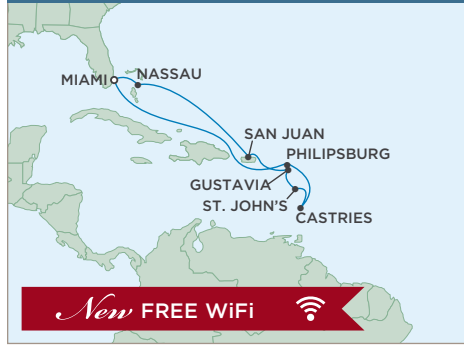 MIAMI
NASSAU
SAN JUAN
PHILIPSBURG
GUSTAVIA
ST. JOHN'S
CASTRIES
New FREE WiFi